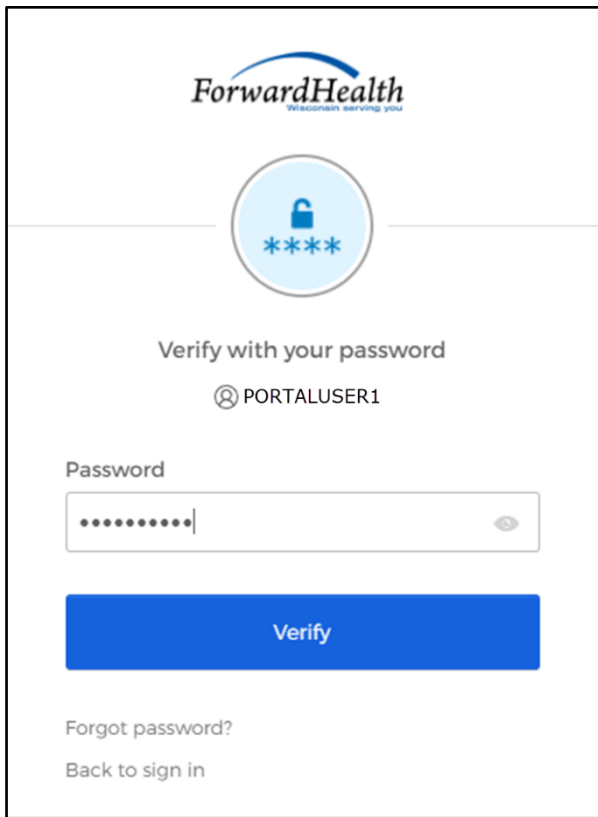 ForwardHealth
Wisconsin serving you
****
Verify with your password
PORTALUSER1
Password
••••••••••
Verify
Forgot password?
Back to sign in